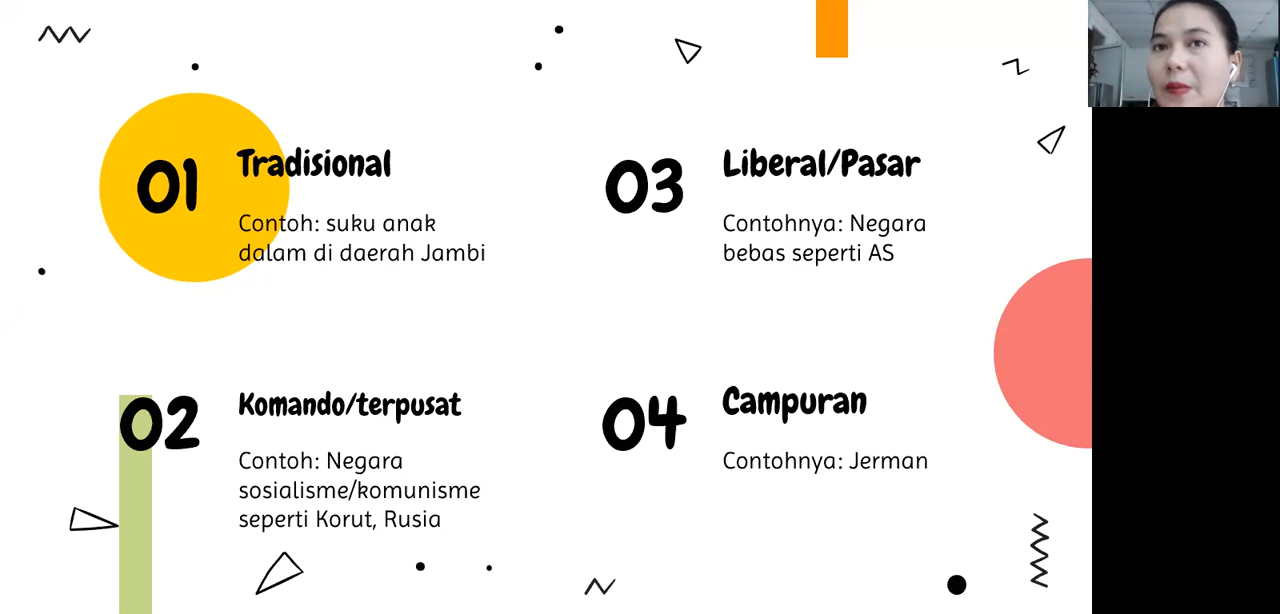 01
Tradisional
Contoh: suku anak
dalam di daerah Jambi
02
Komando/terpusat
Contoh: Negara
sosialisme/komunisme
seperti Korut, Rusia
03
Liberal/Pasar
Contohnya: Negara
bebas seperti AS
04
Campuran
Contohnya: Jerman